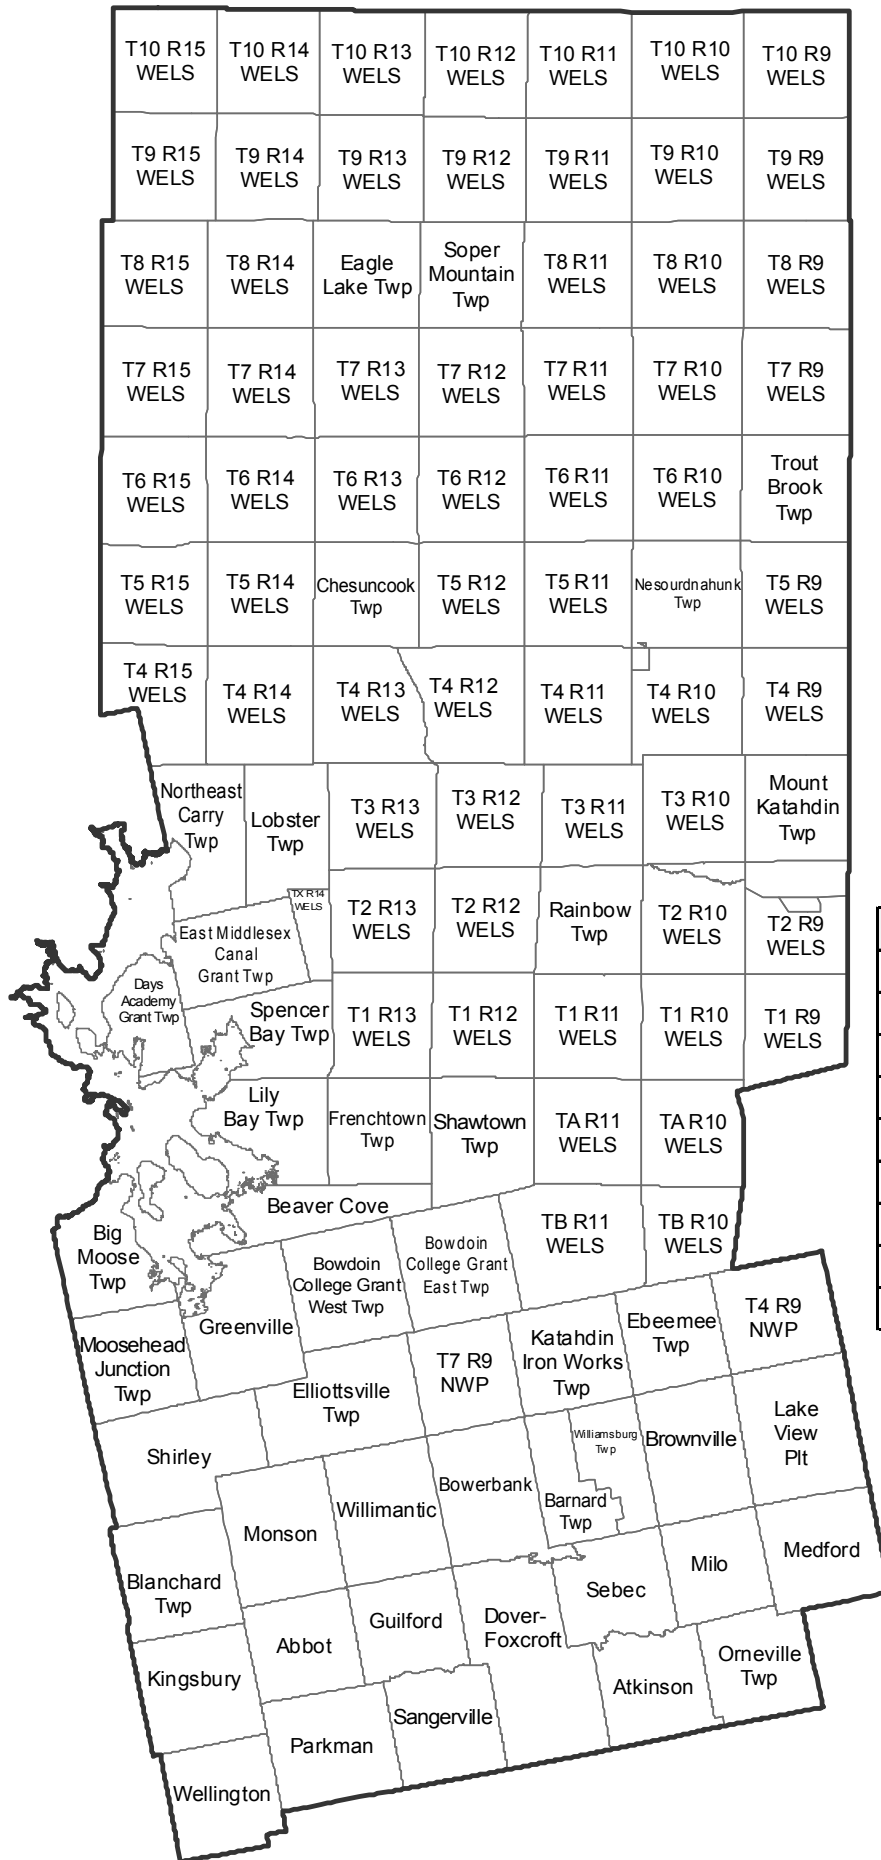 T10 R15
WELS
T10 R14
WELS
T10 R13
WELS
T10 R12
WELS
T10 R11
WELS
T10 R10
WELS
T10 R9
WELS
T9 R15
WELS
T9 R14
WELS
T9 R13
WELS
T9 R12
WELS
T9 R11
WELS
T9 R10
WELS
T9 R9
WELS
T8 R15
WELS
T8 R14
WELS
Eagle
Lake Twp
Soper
Mountain
Twp
T8 R11
WELS
T8 R10
WELS
T8 R9
WELS
T7 R15
WELS
T7 R14
WELS
T7 R13
WELS
T7 R12
WELS
T7 R11
WELS
T7 R10
WELS
T7 R9
WELS
T6 R15
WELS
T6 R14
WELS
T6 R13
WELS
T6 R12
WELS
T6 R11
WELS
T6 R10
WELS
Trout
Brook
Twp
T5 R15
WELS
T5 R14
WELS
Chesuncook
Twp
T5 R12
WELS
T5 R11
WELS
Nesourdnahunk
Twp
T5 R9
WELS
T4 R15
WELS
T4 R14
WELS
T4 R13
WELS
T4 R12
WELS
T4 R11
WELS
T4 R10
WELS
T4 R9
WELS
Northeast
Carry
Twp
Lobster
Twp
T3 R13
WELS
T3 R12
WELS
T3 R11
WELS
T3 R10
WELS
Mount
Katahdin
Twp
TX R14
WELS
T2 R13
WELS
T2 R12
WELS
Rainbow
Twp
T2 R10
WELS
T2 R9
WELS
East Middlesex
Canal
Grant Twp
Days
Academy
Grant Twp
Spencer
Bay Twp
T1 R13
WELS
T1 R12
WELS
T1 R11
WELS
T1 R10
WELS
T1 R9
WELS
Lily
Bay Twp
Frenchtown
Twp
Shawtown
Twp
TA R11
WELS
TA R10
WELS
Beaver Cove
Big
Moose
Twp
Bowdoin
College Grant
West Twp
Bowdoin
College Grant
East Twp
TB R11
WELS
TB R10
WELS
Moosehead
Junction
Twp
Greenville
Elliottsville
Twp
T7 R9
NWP
Katahdin
Iron Works
Twp
Ebeemee
Twp
T4 R9
NWP
Shirley
Williamsburg
Twp
Brownville
Lake
View
Plt
Monson
Willimantic
Bowerbank
Barnard
Twp
Blanchard
Twp
Abbot
Guilford
Dover-
Foxcroft
Sebec
Milo
Medford
Kingsbury
Parkman
Sangerville
Atkinson
Orneville
Twp
Wellington